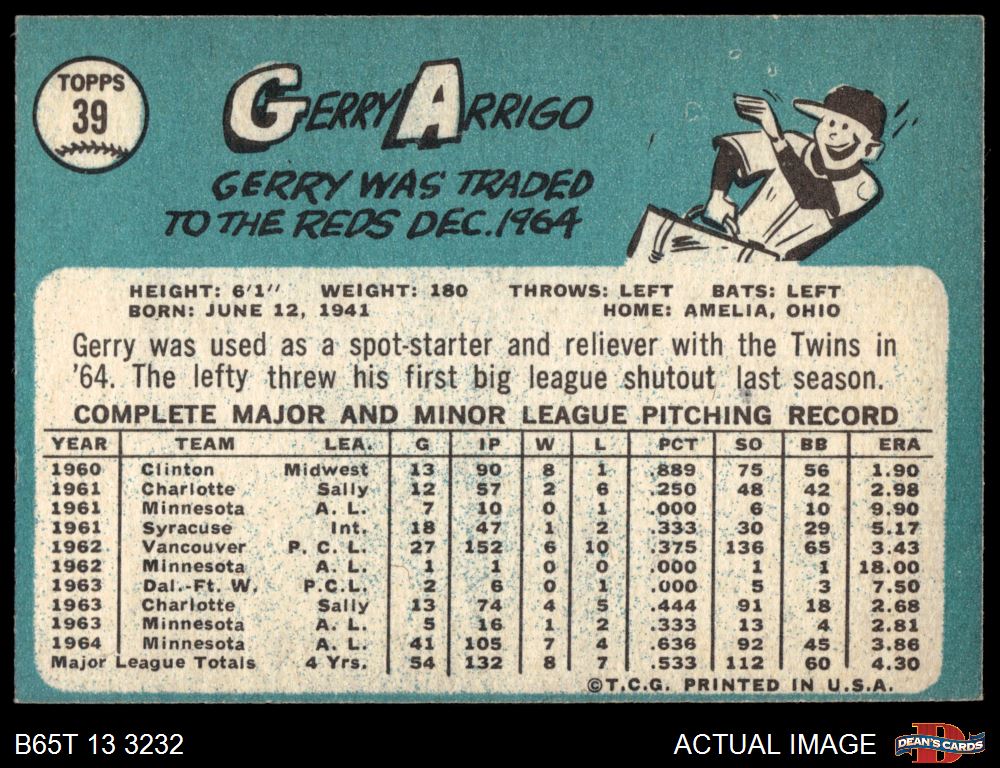 TOPPS
39
GERRY ARRIGO
GERRY WAS TRADED
TO THE REDS DEC. 1964
HEIGHT: 6'1" WEIGHT: 180 THROWS: LEFT BATS: LEFT
BORN: JUNE 12, 1941 HOME: AMELIA, OHIO
Gerry was used as a spot-starter and reliever with the Twins in
'64. The lefty threw his first big league shutout last season.
COMPLETE MAJOR AND MINOR LEAGUE PITCHING RECORD
YEAR TEAM LEA. G IP W L PCT SO BB ERA
1960 Clinton Midwest 13 90 8 1 .889 75 56 1.90
1961 Charlotte Sally 12 57 2 6 .250 48 42 2.98
1961 Minnesota A. L. 7 10 0 1 .000 6 10 9.90
1961 Syracuse Int. 18 47 1 2 .333 30 29 5.17
1962 Vancouver P. C. L. 27 152 6 10 .375 136 65 3.43
1962 Minnesota A. L. 1 1 0 0 .000 1 1 18.00
1963 Dal.-Ft. W. P.C.L. 2 6 0 1 .000 5 3 7.50
1963 Charlotte Sally 13 74 4 5 .444 91 18 2.68
1963 Minnesota A. L. 5 16 1 2 .333 13 4 2.81
1964 Minnesota A. L. 41 105 7 4 .636 92 45 3.86
Major League Totals 4 Yrs. 54 132 8 7 .533 112 60 4.30
©T.C.G. PRINTED IN U.S.A.
B65T 13 3232 ACTUAL IMAGE
D
DEAN'S CARDS